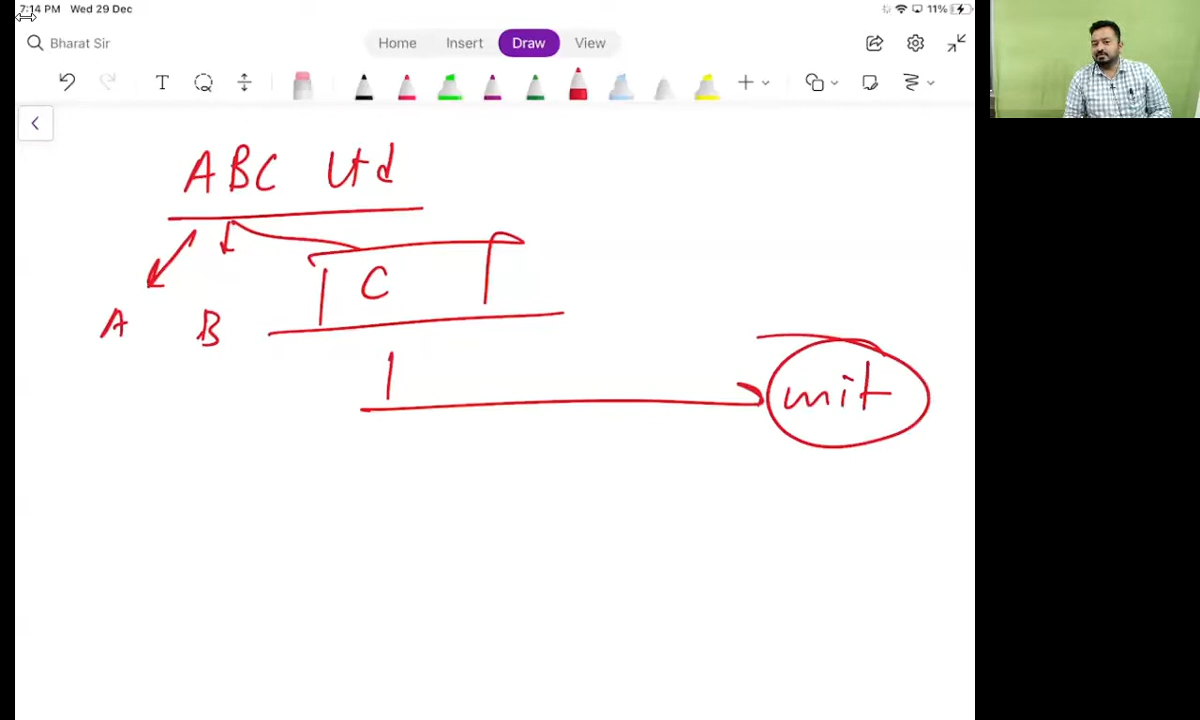 7:14 PM Wed 29 Dec
11%
Bharat Sir
Home Insert Draw View
T
ABC Ltd
C
A B
unit